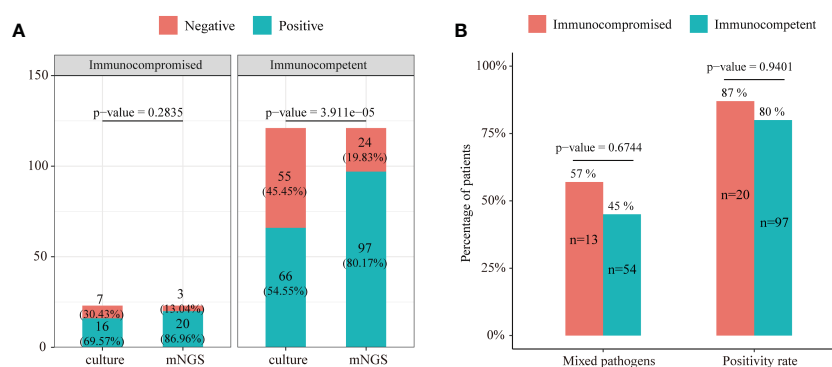 A
Negative
Positive
Immunocompromised
Immunocompetent
150
100
50
0
p−value = 0.2835
p−value = 3.911e−05
7
(30.43%)
16
(69.57%)
3
(13.04%)
20
(86.96%)
55
(45.45%)
66
(54.55%)
24
(19.83%)
97
(80.17%)
culture
mNGS
culture
mNGS
B
Immunocompromised
Immunocompetent
Percentage of patients
100%
75%
50%
25%
0%
p−value = 0.6744
57 %
45 %
n=13
n=54
p−value = 0.9401
87 %
80 %
n=20
n=97
Mixed pathogens
Positivity rate